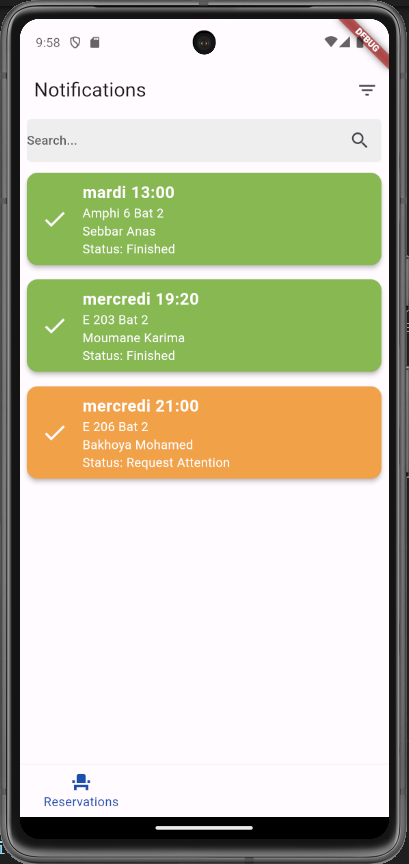 9:58
DEBUG
Notifications
Search...
mardi 13:00
Amphi 6 Bat 2
Sebbar Anas
Status: Finished
mercredi 19:20
E 203 Bat 2
Moumane Karima
Status: Finished
mercredi 21:00
E 206 Bat 2
Bakhoya Mohamed
Status: Request Attention
Reservations